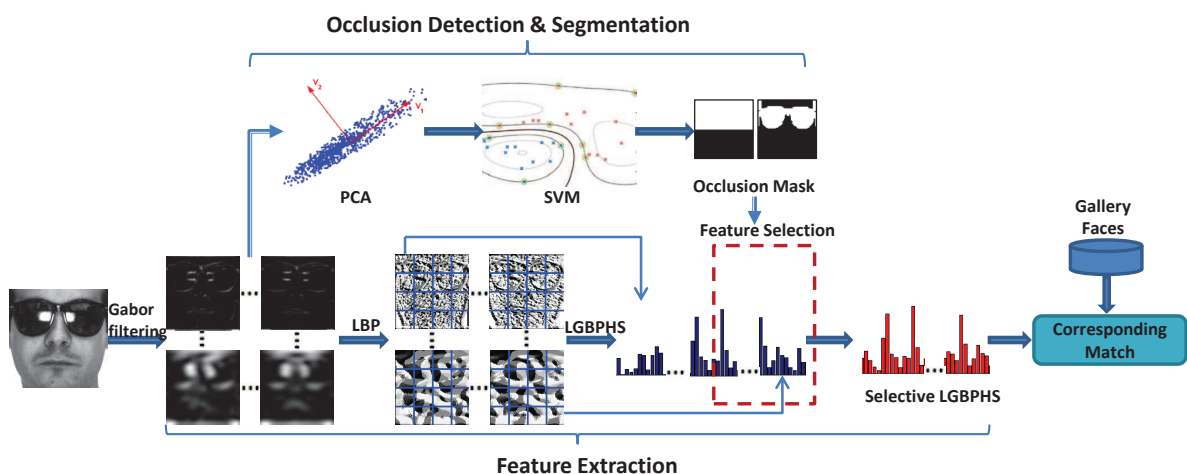 Occlusion Detection & Segmentation
V2
V1
PCA
SVM
Occlusion Mask
Feature Selection
Gallery
Faces
Gabor
filtering
LBP
LGBPHS
Corresponding
Match
Selective LGBPHS
Feature Extraction